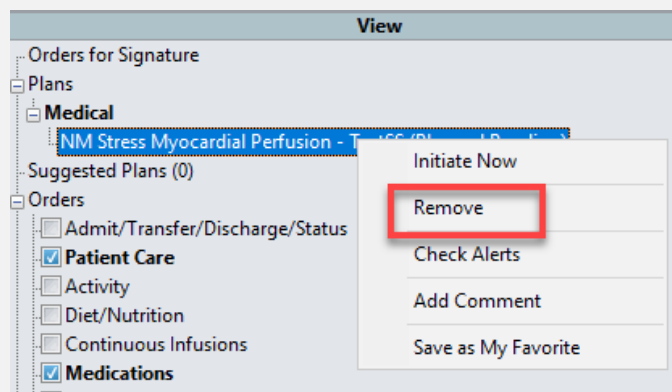 View
Orders for Signature
Plans
Medical
NM Stress Myocardial Perfusion -
Initiate Now
Suggested Plans (0)
Orders
Remove
Admit/Transfer/Discharge/Status
Patient Care
Check Alerts
Activity
Add Comment
Diet/Nutrition
Continuous Infusions
Save as My Favorite
Medications